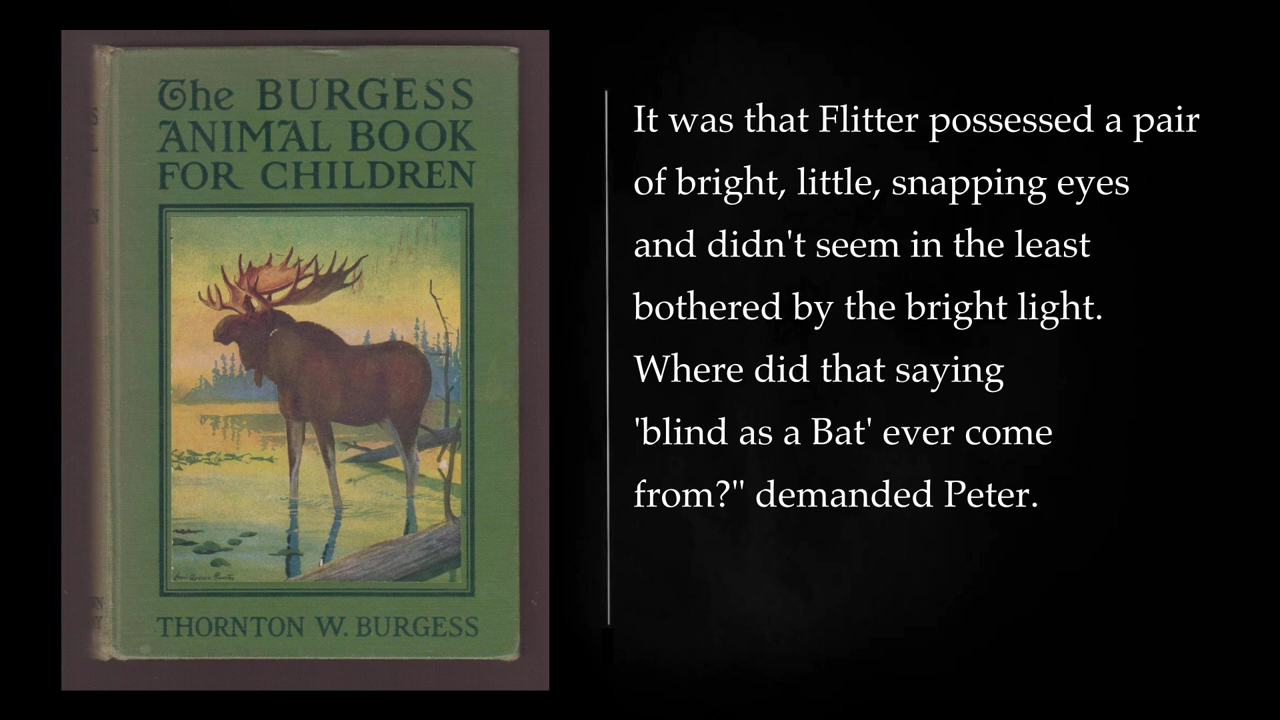 The BURGESS
ANIMAL BOOK
FOR CHILDREN
THORNTON W. BURGESS
It was that Flitter possessed a pair
of bright, little, snapping eyes
and didn't seem in the least
bothered by the bright light.
Where did that saying
'blind as a Bat' ever come
from?" demanded Peter.